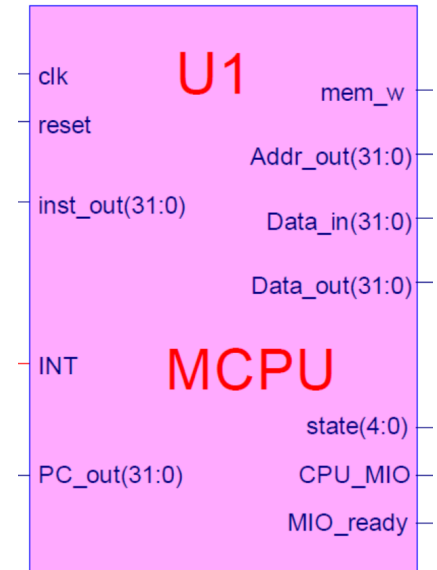 U1
clk
mem_w
reset
Addr_out(31:0)
inst_out(31:0)
Data_in(31:0)
Data_out(31:0)
INT
MCPU
state(4:0)
PC_out(31:0)
CPU_MIO
MIO_ready